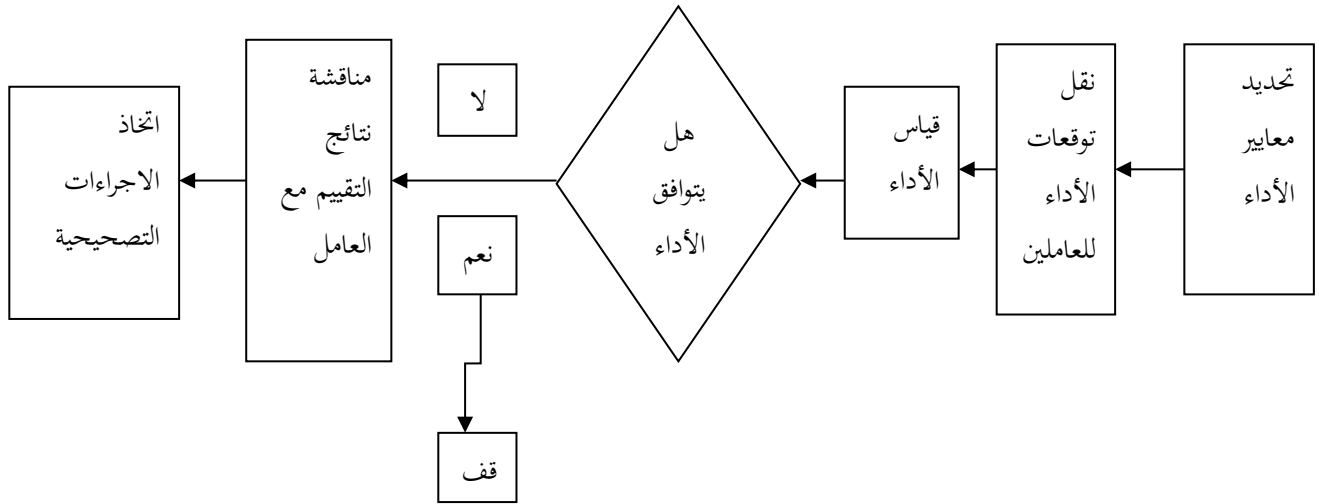 تحديد
معايير
الأداء
نقل
توقعات
الأداء
للعاملين
قياس
الأداء
هل
يتوافق
الأداء
لا
نعم
قف
مناقشة
نتائج
التقييم مع
العامل
اتخاذ
الاجراءات
التصحيحية